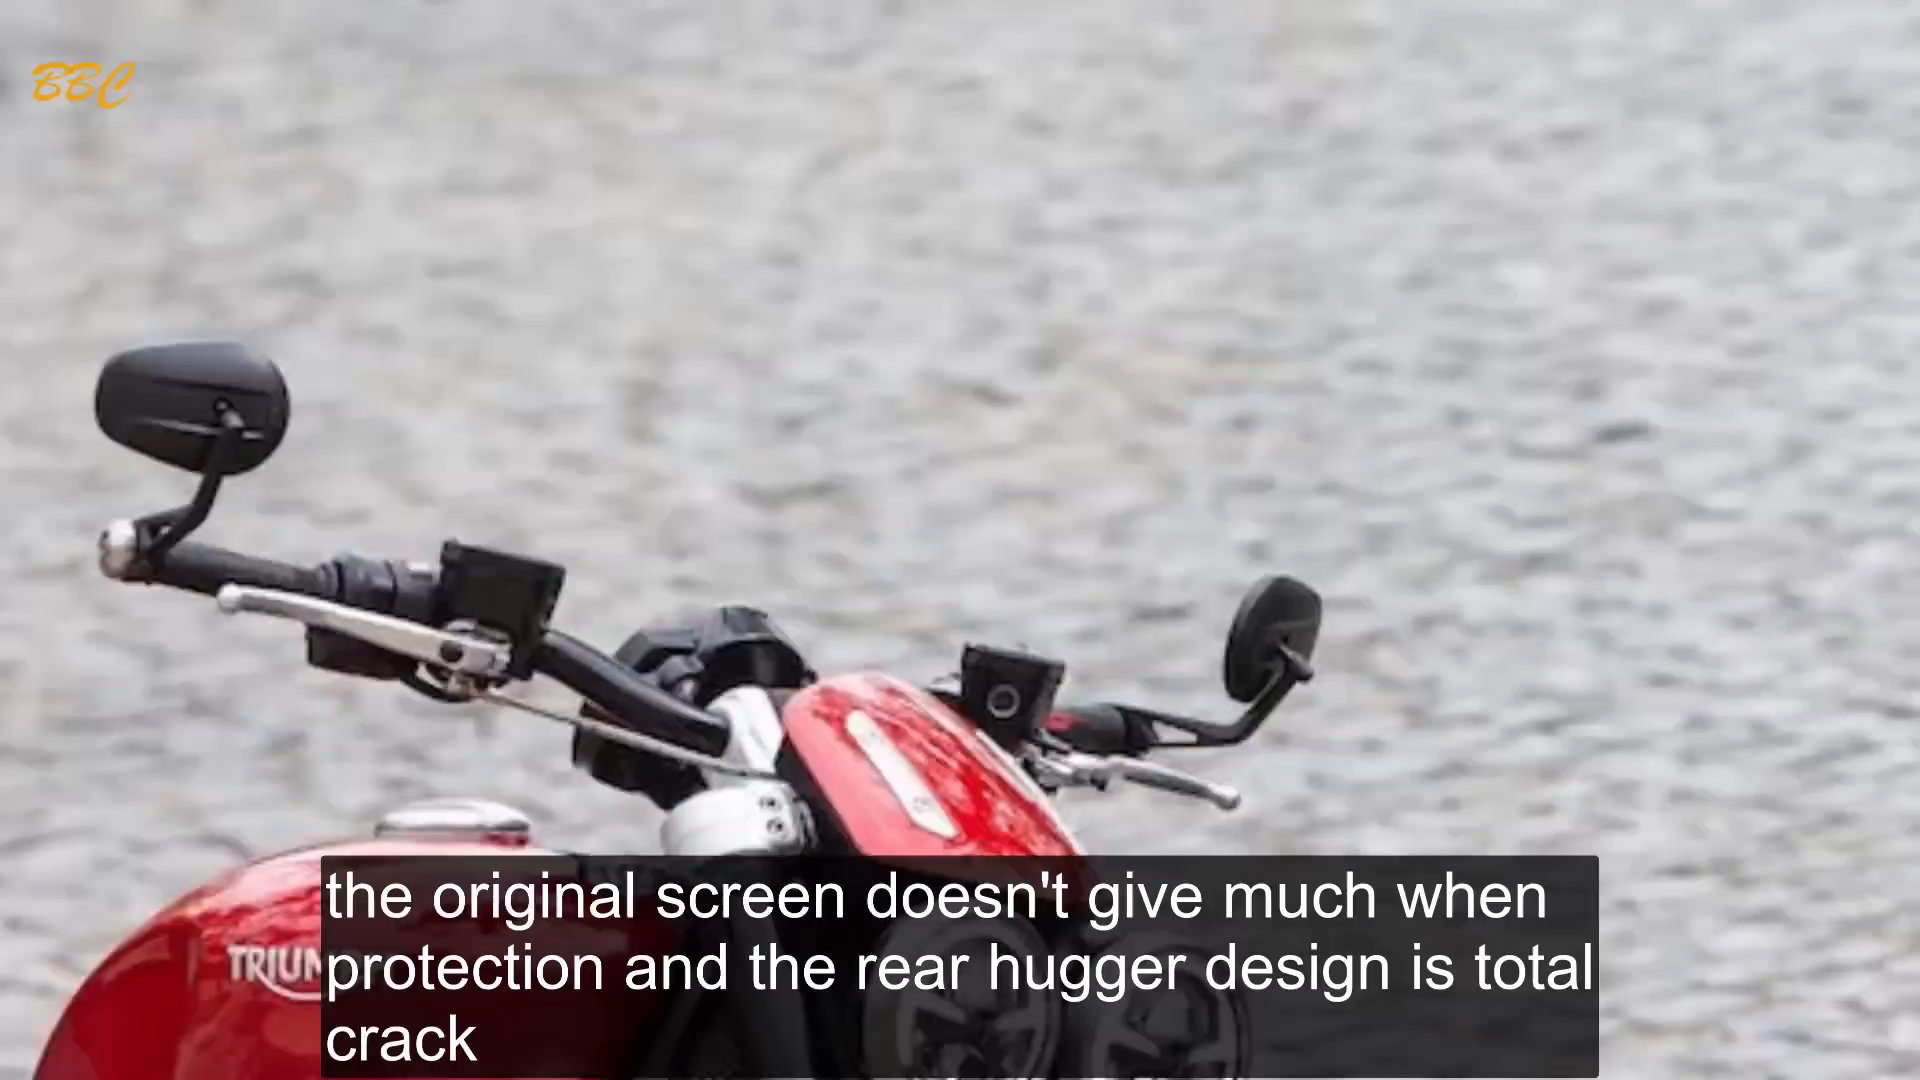 BBC
the original screen doesn't give much when
TRIUM
protection and the rear hugger design is total
crack